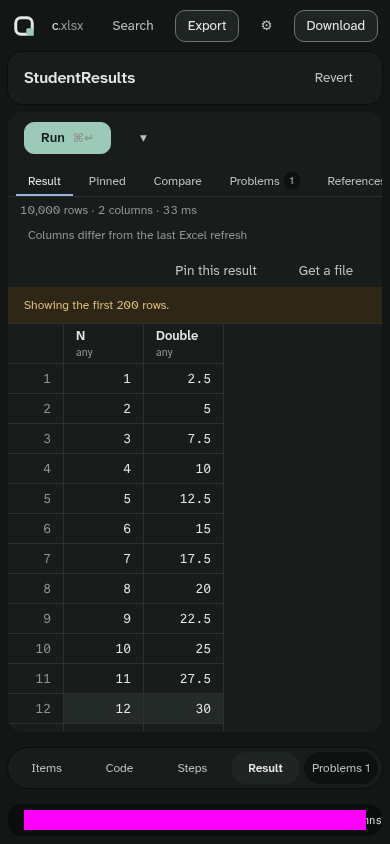 c.xlsx Search Export ⚙ Download
StudentResults Revert
Run ⌘↵ ▼
Result Pinned Compare Problems 1 References
10,000 rows · 2 columns · 33 ms
Columns differ from the last Excel refresh
Pin this result Get a file
Showing the first 200 rows.
N Double
any any
1 1 2.5
2 2 5
3 3 7.5
4 4 10
5 5 12.5
6 6 15
7 7 17.5
8 8 20
9 9 22.5
10 10 25
11 11 27.5
12 12 30
Items Code Steps Result Problems 1